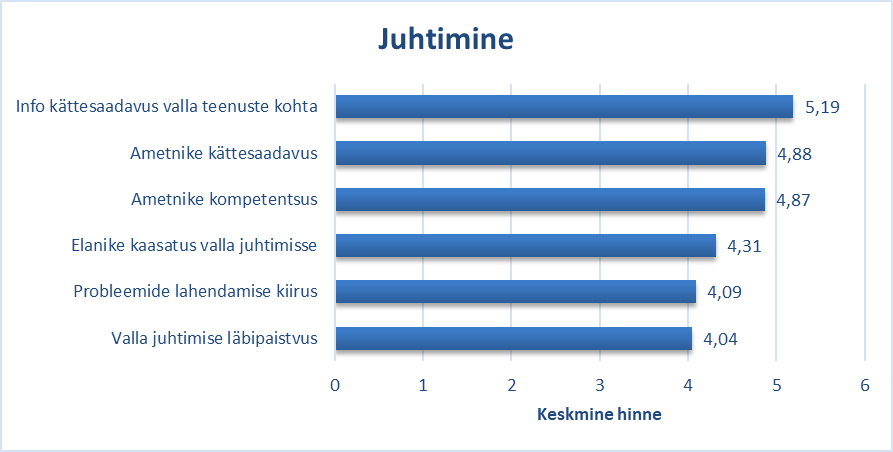 Juhtimine
Info kättesaadavus valla teenuste kohta 5,19
Ametnike kättesaadavus 4,88
Ametnike kompetentsus 4,87
Elanike kaasatus valla juhtimisse 4,31
Probleemide lahendamise kiirus 4,09
Valla juhtimise läbipaistvus 4,04
0 1 2 3 4 5 6
Keskmine hinne